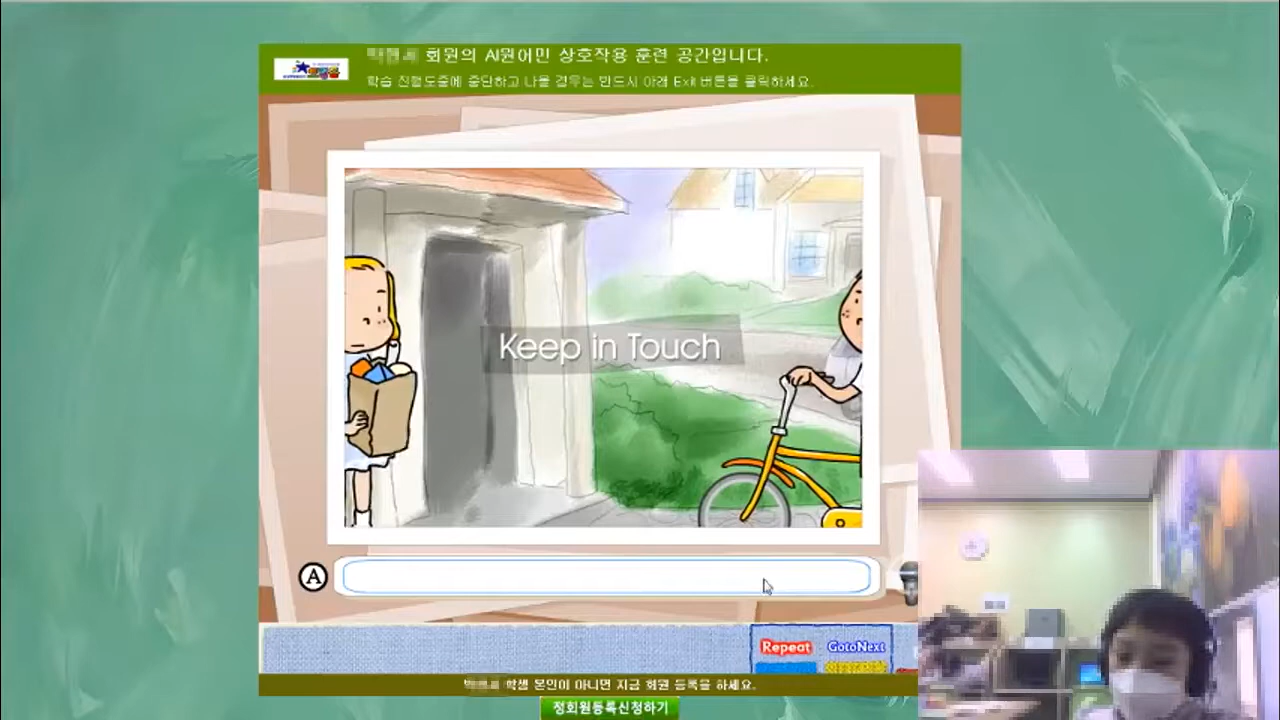 회원의 AI원어민 상호작용 훈련 공간입니다.
학습 진행도중에 중단하고 나올 경우는 반드시 아래 Exit 버튼을 클릭하세요.
Keep in Touch
A
Repeat
GotoNext
학생 본인이 아니면 지금 회원 등록을 하세요.
정회원등록신청하기